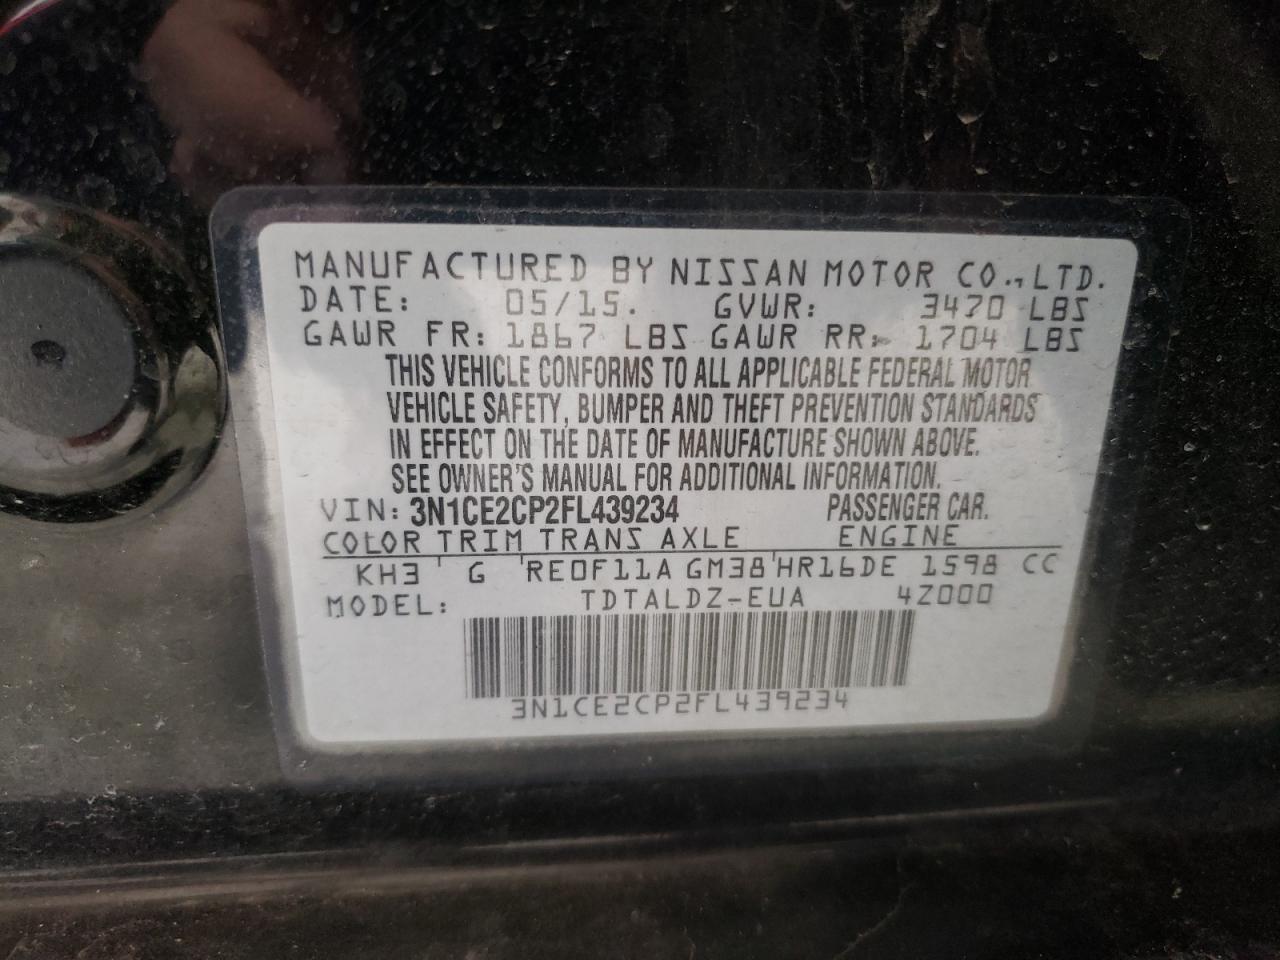 MANUFACTURED BY NISSAN MOTOR CO.,LTD.
DATE: 05/15. GVWR: 3470 LBS
GAWR FR: 1867 LBS GAWR RR: 1704 LBS
THIS VEHICLE CONFORMS TO ALL APPLICABLE FEDERAL MOTOR
VEHICLE SAFETY, BUMPER AND THEFT PREVENTION STANDARDS
IN EFFECT ON THE DATE OF MANUFACTURE SHOWN ABOVE.
SEE OWNER'S MANUAL FOR ADDITIONAL INFORMATION.
VIN: 3N1CE2CP2FL439234 PASSENGER CAR.
COLOR TRIM TRANS AXLE ENGINE
KH3 ' G 'RE0F11A GM38'HR16DE 1598 CC
MODEL: TDTALDZ-EUA 4Z000
3N1CE2CP2FL439234